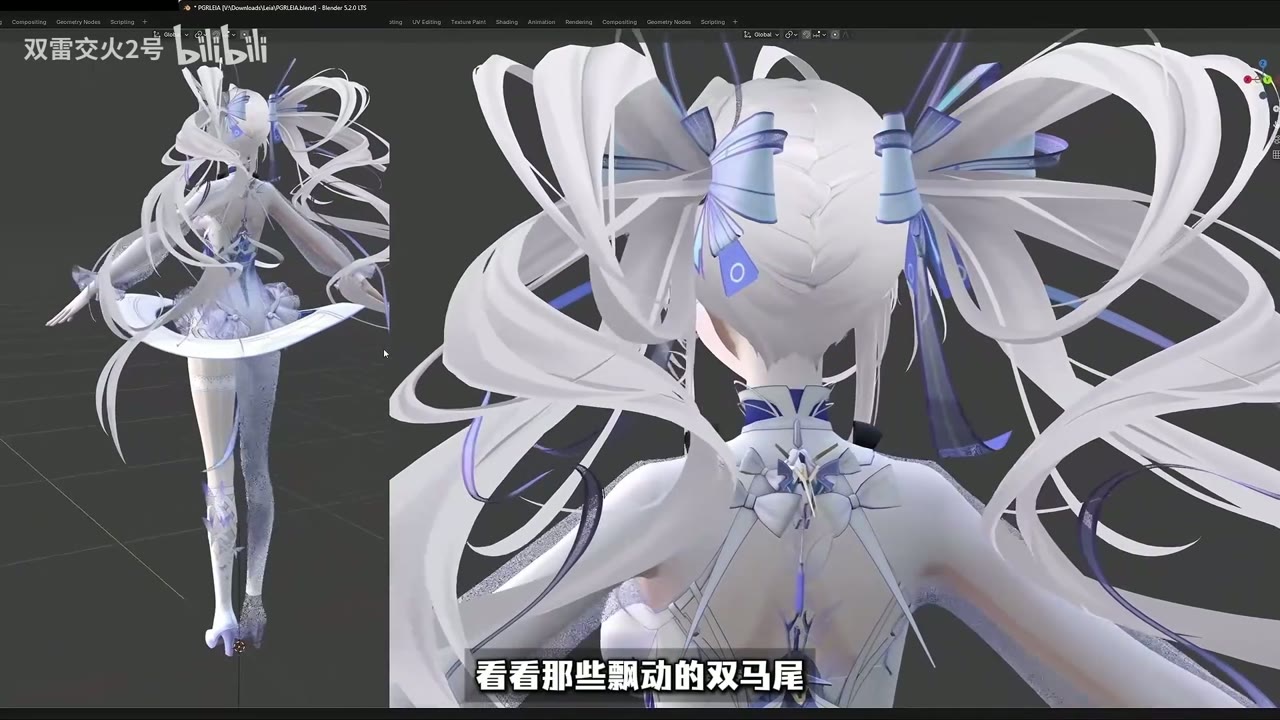 * PGRLEIA [V:\Downloads\Leia\PGRLEIA.blend] - Blender 5.2.0 LTS
Compositing Geometry Nodes Scripting +
UV Editing Texture Paint Shading Animation Rendering Compositing Geometry Nodes Scripting +
Global
双雷交火2号 bilibili
看看那些飘动的双马尾